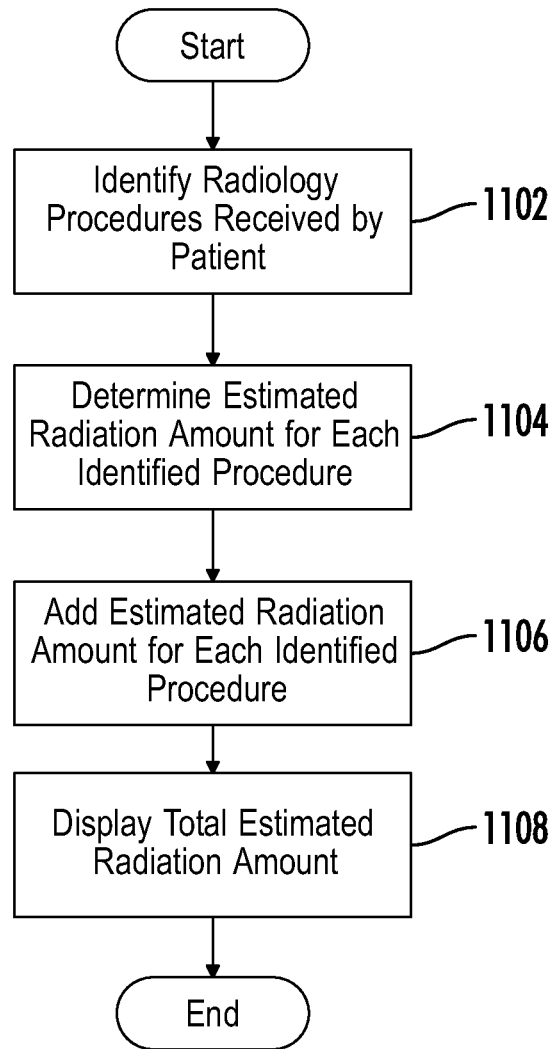 Start
Identify Radiology
Procedures Received by
Patient
1102
Determine Estimated
Radiation Amount for Each
Identified Procedure
1104
Add Estimated Radiation
Amount for Each Identified
Procedure
1106
Display Total Estimated
Radiation Amount
1108
End